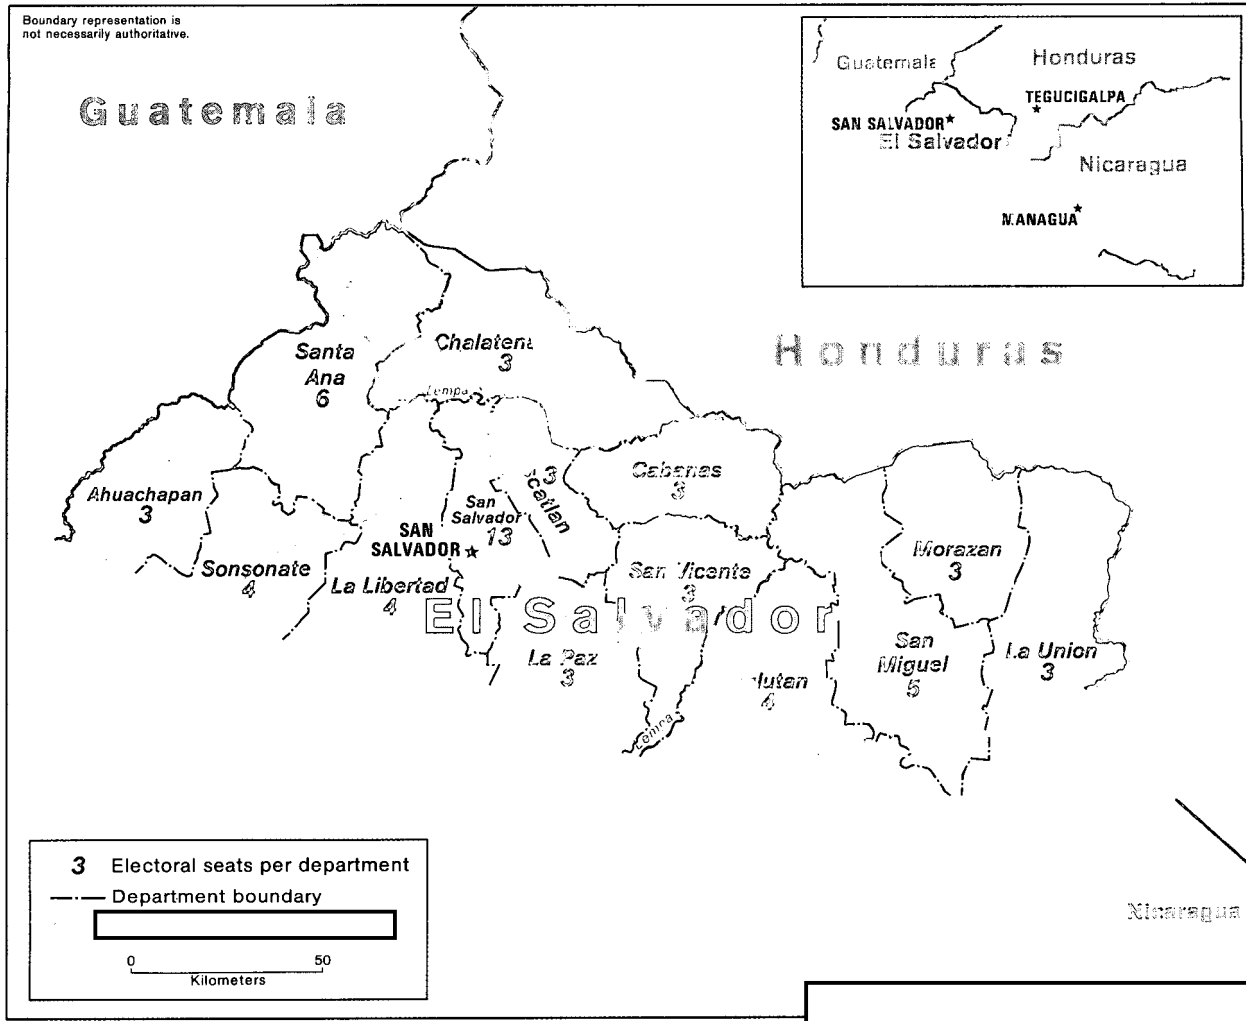 Boundary representation is
not necessarily authoritative.
Guatemala
Guatemala
Honduras
TEGUCIGALPA
SAN SALVADOR
El Salvador
Nicaragua
MANAGUA
Honduras
Santa
Ana
6
Chalatena
3
Lempa
Ahuachapan
3
Sonsonate
4
SAN
SALVADOR
La Libertad
4
San
Salvador
13
3
catlan
Cabanas
3
San Vicente
3
El Salvador
La Paz
3
lutan
4
Lempa
Morazan
3
San
Miguel
5
La Union
3
3 Electoral seats per department
Department boundary
0 50
Kilometers
Nicaragua